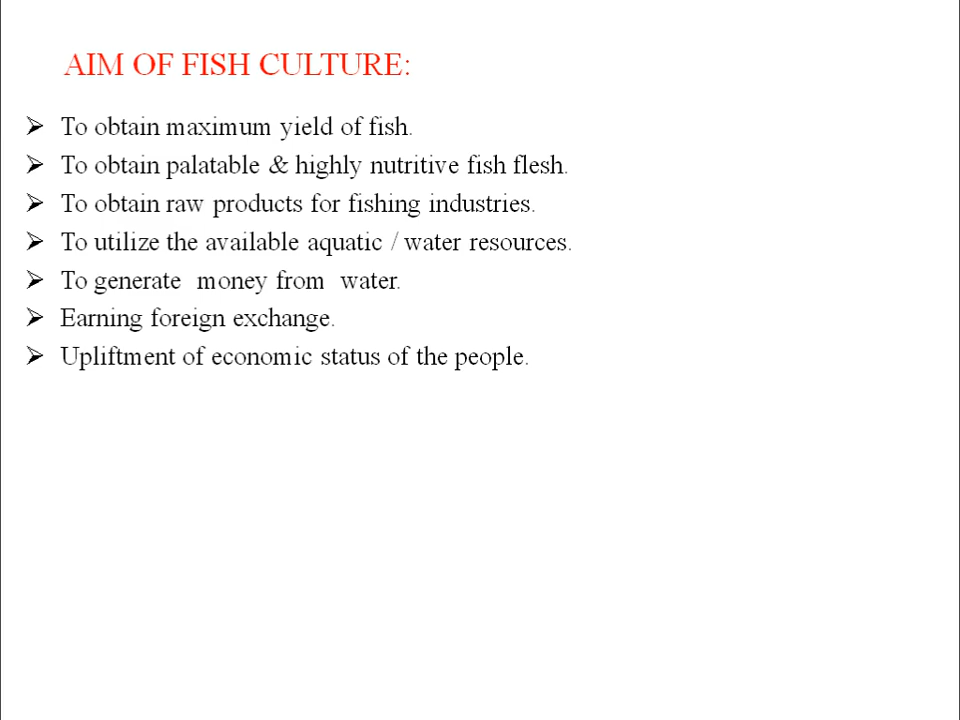 AIM OF FISH CULTURE:
➢ To obtain maximum yield of fish.
➢ To obtain palatable & highly nutritive fish flesh.
➢ To obtain raw products for fishing industries.
➢ To utilize the available aquatic / water resources.
➢ To generate  money from  water.
➢ Earning foreign exchange.
➢ Upliftment of economic status of the people.